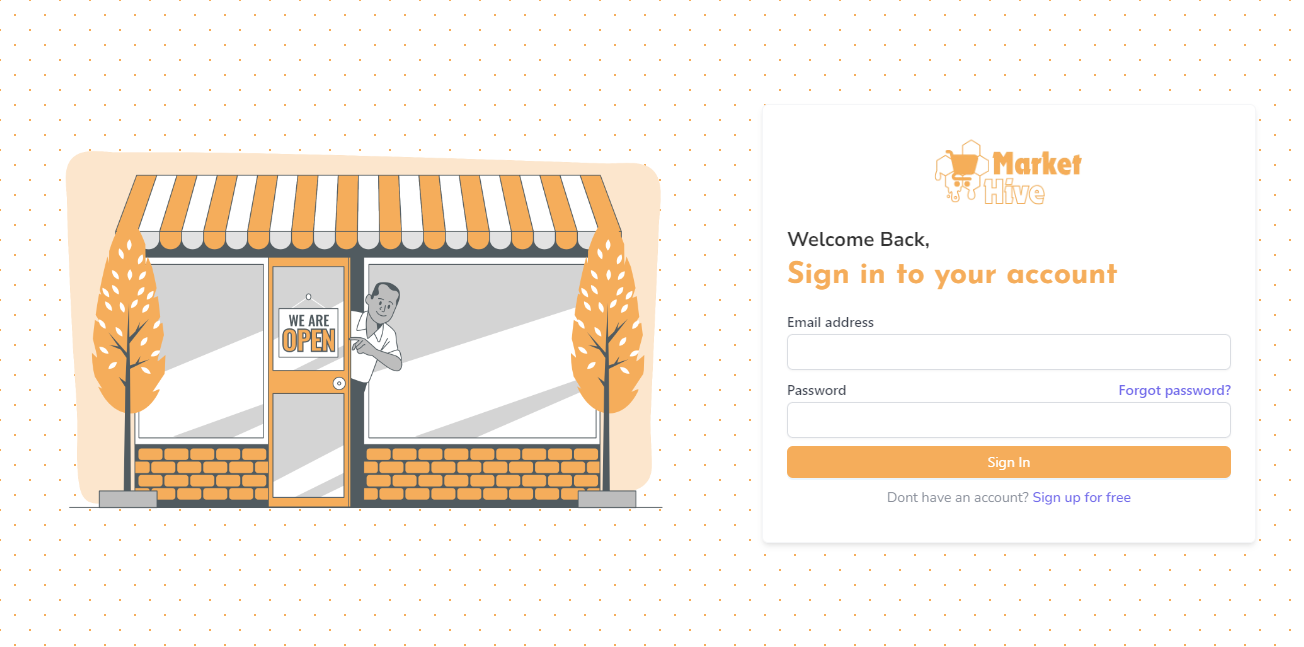 WE ARE
OPEN
Market
Hive
Welcome Back,
Sign in to your account
Email address
Password
Forgot password?
Sign In
Dont have an account? Sign up for free